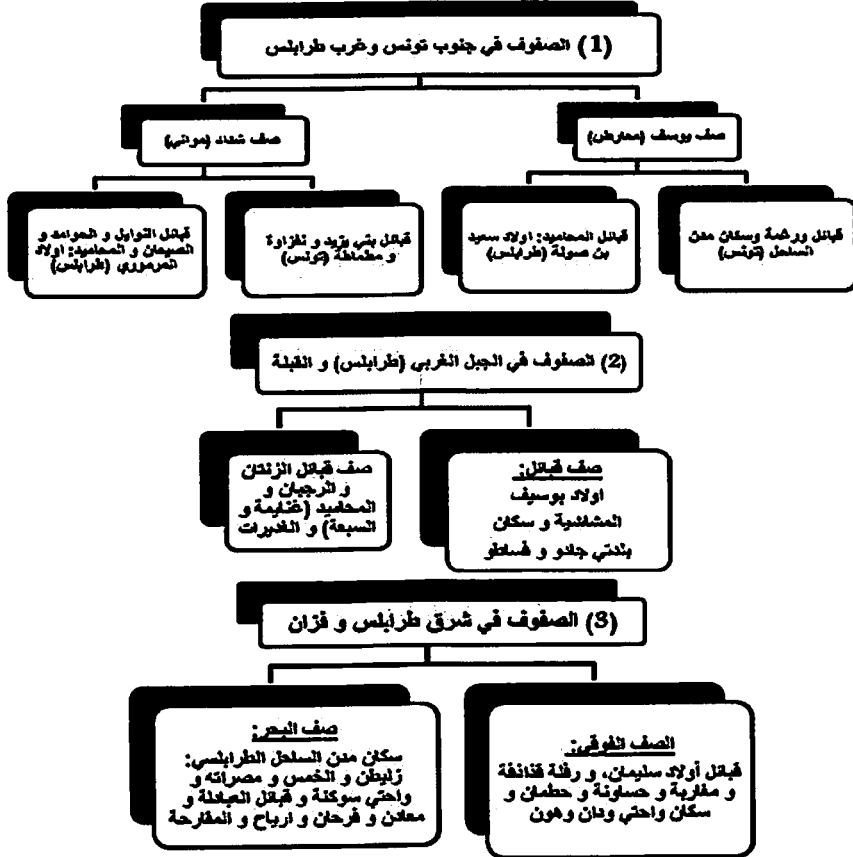 (1) الصفوف في جنوب تونس وغرب طرابلس
صف يوسف (معارض)
صف شداد (موالي)
قبائل ورغمة وسكان مدن
الساحل (تونس)
قبائل المحاميد: اولاد سعيد
بن صولة (طرابلس)
قبائل بني يزيد و نفزاوة
و مطماطة (تونس)
قبائل النوايل و الحوامد و
الصيعان و المحاميد: اولاد
المرموري (طرابلس)
(2) الصفوف في الجبل الغربي (طرابلس) و القبلة
صف قبائل:
اولاد بوسيف
المشاشية و سكان
بلدتي جادو و فساطو
صف قبائل الزنتان
و الرجبان و
المحاميد (غنايمة و
السبعة) و الغديرات
(3) الصفوف في شرق طرابلس و فزان
الصف الفوقي:
قبائل أولاد سليمان، و رفلة قذاذفة
و مغاربة و حساونة و حطمان و
سكان واحتي ودان وهون
صف البحر:
سكان مدن الساحل الطرابلسي:
زليطن و الخمس و مصراته و
واحتي سوكنة و قبائل العبادلة و
معادن و فرجان و ارياح و المقارحة